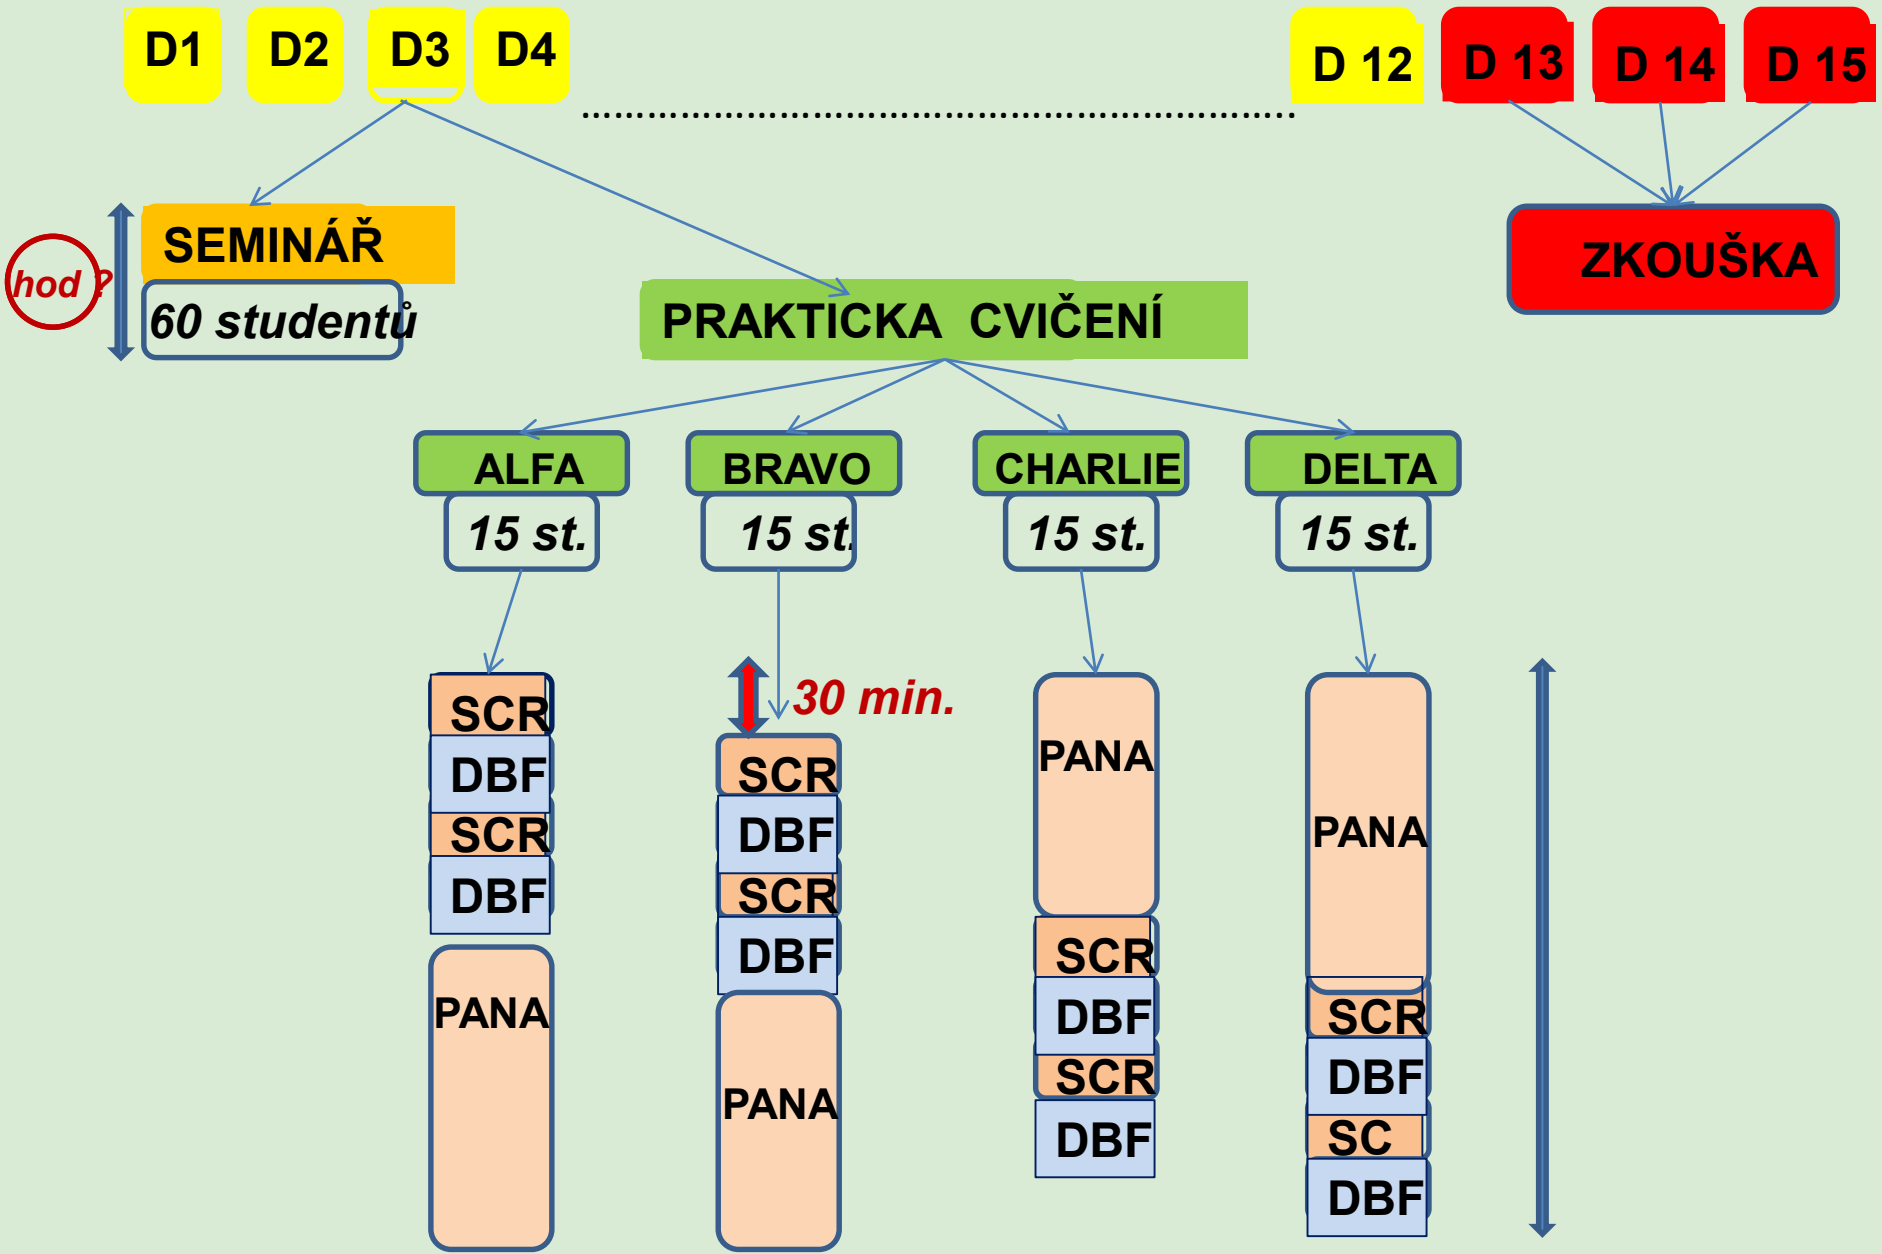 D1 D2 D3 D4 D 12 D 13 D 14 D 15
................................................................
SEMINÁŘ
hod ?
60 studentů
ZKOUŠKA
PRAKTICKA CVIČENÍ
ALFA BRAVO CHARLIE DELTA
15 st. 15 st. 15 st. 15 st.
30 min.
SCR
DBF
SCR
DBF
PANA
SCR
DBF
SCR
DBF
PANA
PANA
SCR
DBF
SCR
DBF
PANA
SCR
DBF
SC
DBF